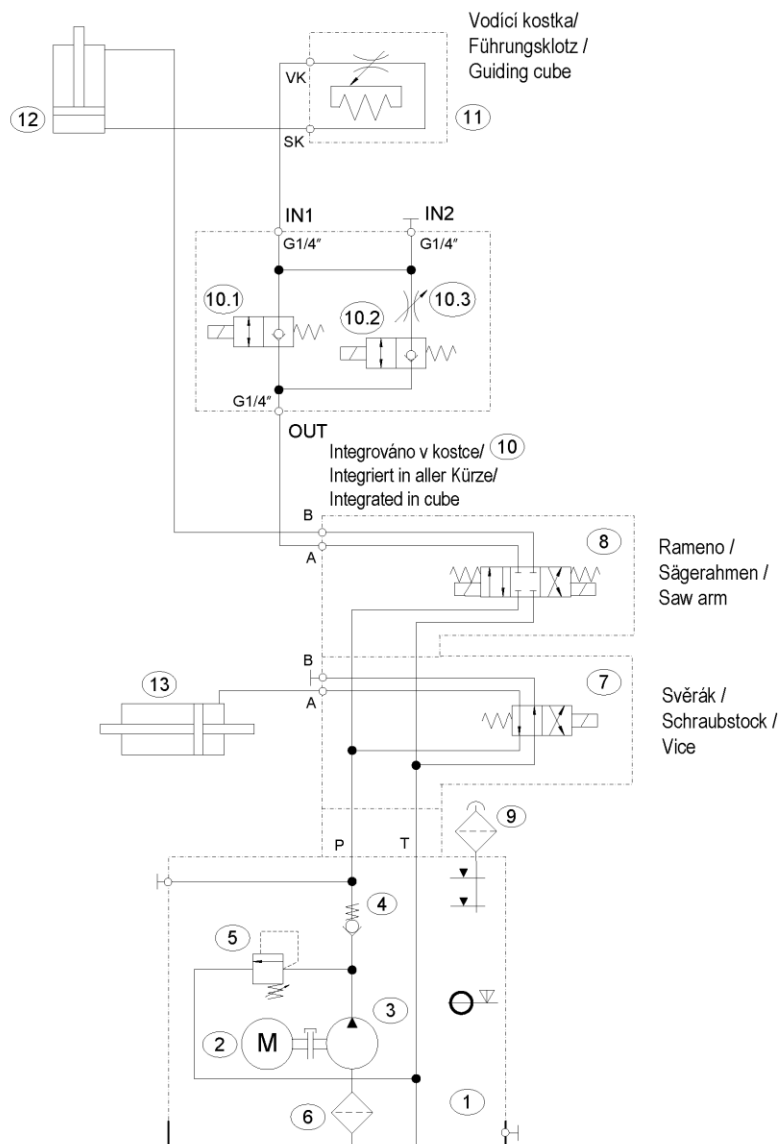 Vodící kostka/
Führungsklotz /
Guiding cube
12
VK
11
SK
IN1
IN2
G1/4"
G1/4"
10.1
10.3
10.2
G1/4"
OUT
Integrováno v kostce/
10
Integriert in aller Kürze/
Integrated in cube
B
A
8
Rameno /
Sägerahmen /
Saw arm
B
A
13
7
Svěrák /
Schraubstock /
Vice
9
P
T
4
5
3
2
M
6
1